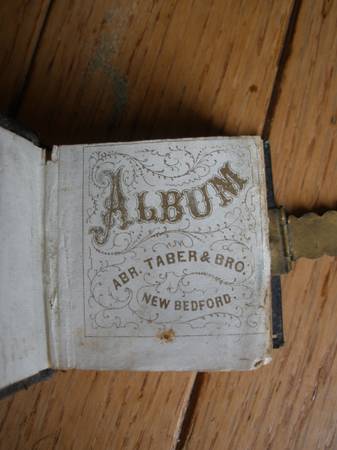 ALBUM
ABR. TABER & BRO.
NEW BEDFORD.